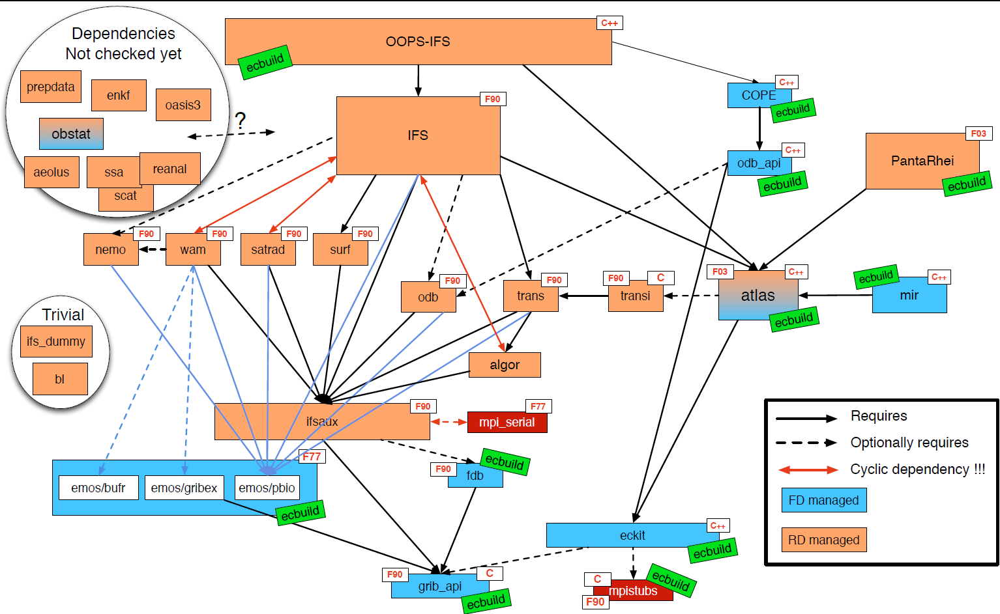 Dependencies
Not checked yet
prepdata
enkf
oasis3
obstat
aeolus
ssa
reanal
scat
?
OOPS-IFS
C++
ecbuild
IFS
F90
COPE
C++
ecbuild
odb_api
C++
ecbuild
PantaRhei
F03
ecbuild
nemo
F90
wam
F90
satrad
F90
surf
F90
odb
F90
trans
F90
transi
F90
C
atlas
F03
C++
ecbuild
mir
ecbuild
C++
Trivial
ifs_dummy
bl
algor
ifsaux
F90
mpi_serial
F77
F77
emos/bufr
emos/gribex
emos/pbio
ecbuild
fdb
F90
ecbuild
eckit
C++
ecbuild
grib_api
F90
C
ecbuild
mpistubs
C
F90
ecbuild
Requires
Optionally requires
Cyclic dependency !!!
FD managed
RD managed